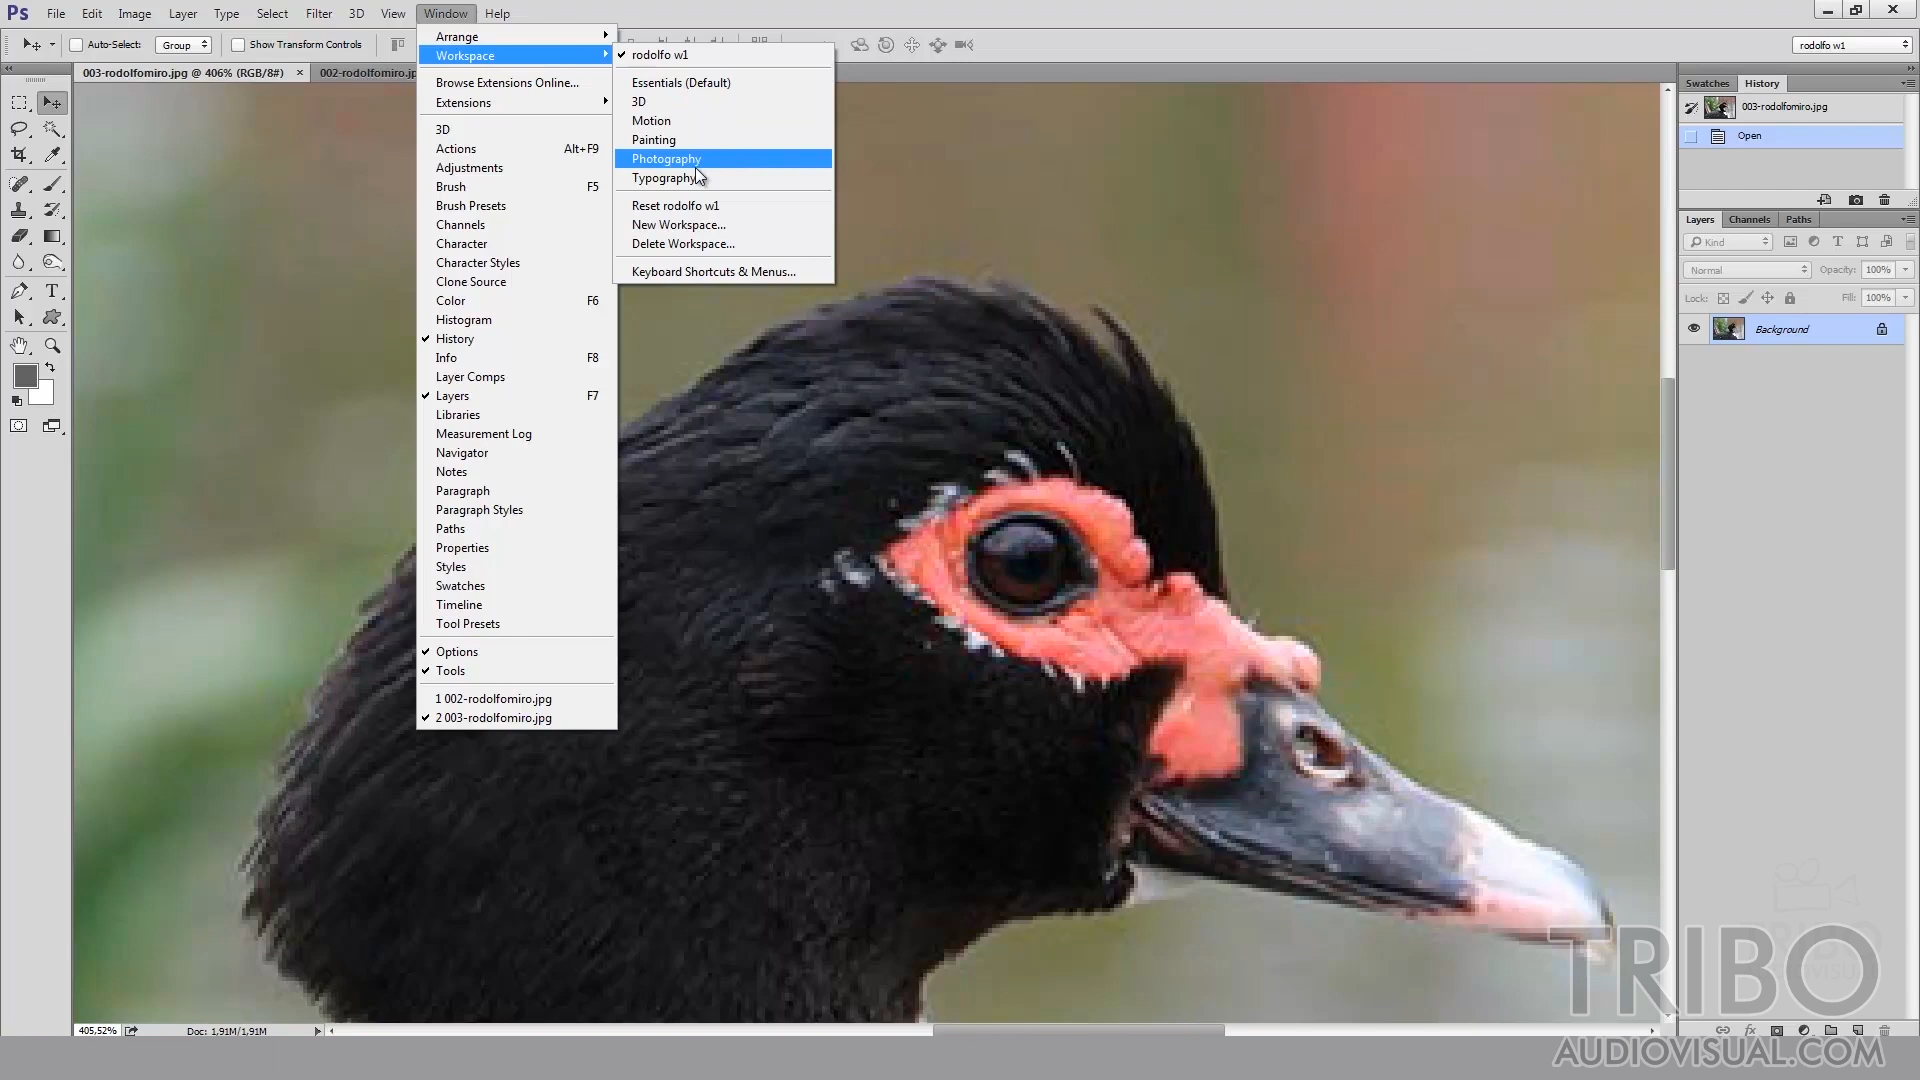 Ps File Edit Image Layer Type Select Filter 3D View Window Help
Auto-Select: Group Show Transform Controls
rodolfo w1
003-rodolfomiro.jpg @ 406% (RGB/8#) ×
002-rodolfomiro.jp
Arrange
Workspace
Browse Extensions Online...
Extensions
3D
Actions Alt+F9
Adjustments
Brush F5
Brush Presets
Channels
Character
Character Styles
Clone Source
Color F6
Histogram
History
Info F8
Layer Comps
Layers F7
Libraries
Measurement Log
Navigator
Notes
Paragraph
Paragraph Styles
Paths
Properties
Styles
Swatches
Timeline
Tool Presets
Options
Tools
1 002-rodolfomiro.jpg
2 003-rodolfomiro.jpg
rodolfo w1
Essentials (Default)
3D
Motion
Painting
Photography
Typography
Reset rodolfo w1
New Workspace...
Delete Workspace...
Keyboard Shortcuts & Menus...
Swatches History
003-rodolfomiro.jpg
Open
Layers Channels Paths
Kind
Normal Opacity: 100%
Lock: Fill: 100%
Background
405,52% Doc: 1,91M/1,91M
TRIBO
AUDIOVISUAL.COM